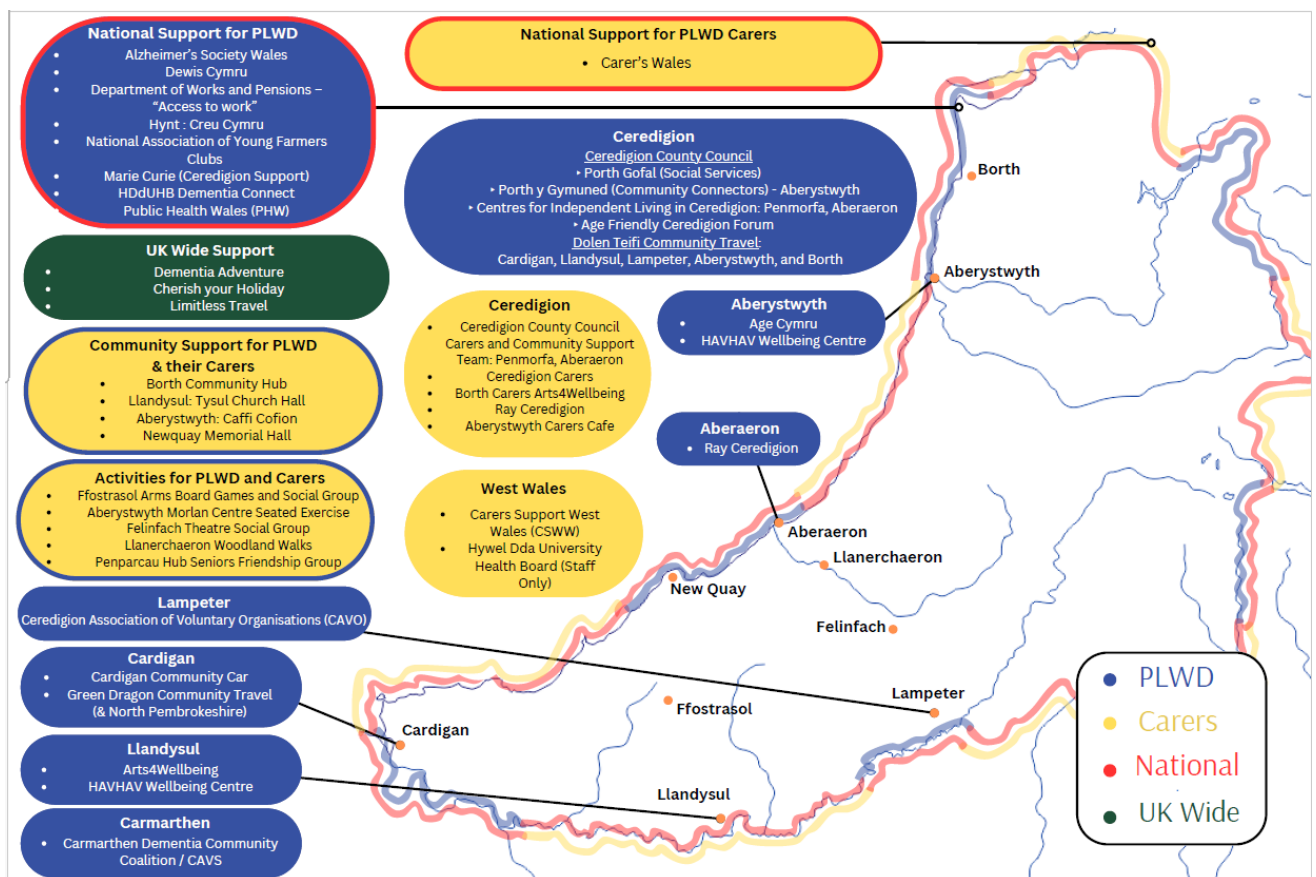 National Support for PLWD
• Alzheimer's Society Wales
• Dewis Cymru
• Department of Works and Pensions –
"Access to work"
• Hynt : Creu Cymru
• National Association of Young Farmers
Clubs
• Marie Curie (Ceredigion Support)
• HDdUHB Dementia Connect
• Public Health Wales (PHW)
National Support for PLWD Carers
• Carer's Wales
Ceredigion
Ceredigion County Council
‣ Porth Gofal (Social Services)
‣ Porth y Gymuned (Community Connectors) - Aberystwyth
‣ Centres for Independent Living in Ceredigion: Penmorfa, Aberaeron
‣ Age Friendly Ceredigion Forum
Dolen Teifi Community Travel:
Cardigan, Llandysul, Lampeter, Aberystwyth, and Borth
UK Wide Support
• Dementia Adventure
• Cherish your Holiday
• Limitless Travel
Ceredigion
• Ceredigion County Council
Carers and Community Support
Team: Penmorfa, Aberaeron
• Ceredigion Carers
• Borth Carers Arts4Wellbeing
• Ray Ceredigion
• Aberystwyth Carers Cafe
Aberystwyth
• Age Cymru
• HAVHAV Wellbeing Centre
Community Support for PLWD
& their Carers
• Borth Community Hub
• Llandysul: Tysul Church Hall
• Aberystwyth: Caffi Cofion
• Newquay Memorial Hall
Aberaeron
• Ray Ceredigion
Activities for PLWD and Carers
• Ffostrasol Arms Board Games and Social Group
• Aberystwyth Morlan Centre Seated Exercise
• Felinfach Theatre Social Group
• Llanerchaeron Woodland Walks
• Penparcau Hub Seniors Friendship Group
West Wales
• Carers Support West
Wales (CSWW)
• Hywel Dda University
Health Board (Staff
Only)
Lampeter
Ceredigion Association of Voluntary Organisations (CAVO)
Cardigan
• Cardigan Community Car
• Green Dragon Community Travel
(& North Pembrokeshire)
Llandysul
• Arts4Wellbeing
• HAVHAV Wellbeing Centre
Carmarthen
• Carmarthen Dementia Community
Coalition / CAVS
Borth
Aberystwyth
Aberaeron
Llanerchaeron
New Quay
Felinfach
Lampeter
Ffostrasol
Cardigan
Llandysul
• PLWD
• Carers
• National
• UK Wide